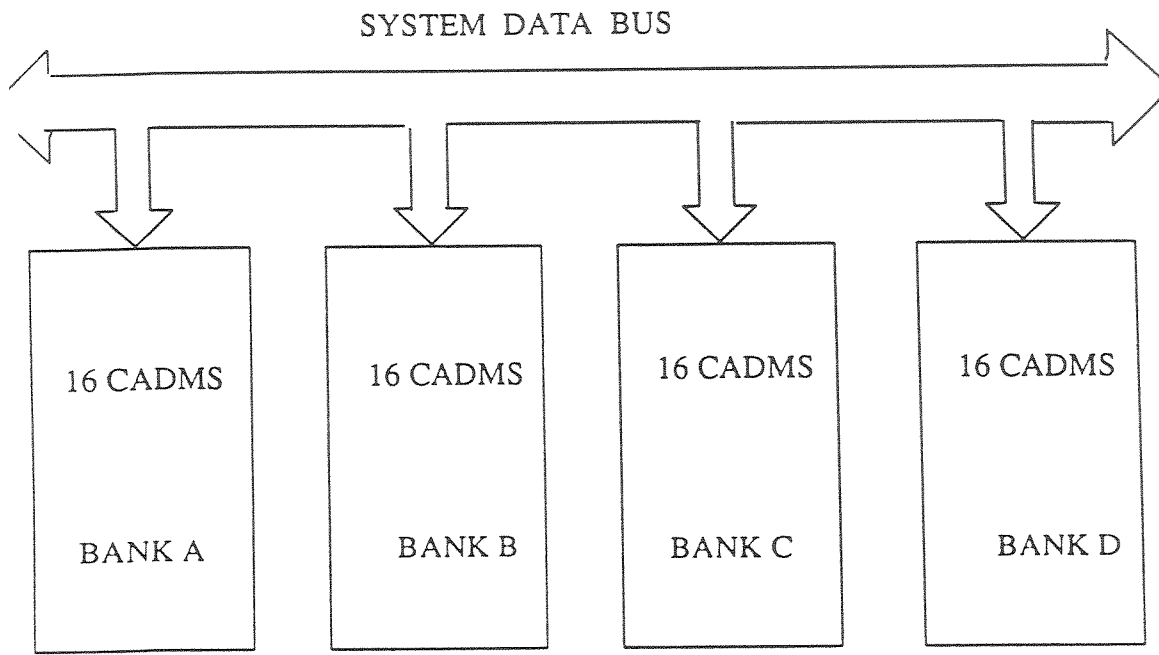 SYSTEM DATA BUS
16 CADMS
16 CADMS
16 CADMS
16 CADMS
BANK A
BANK B
BANK C
BANK D